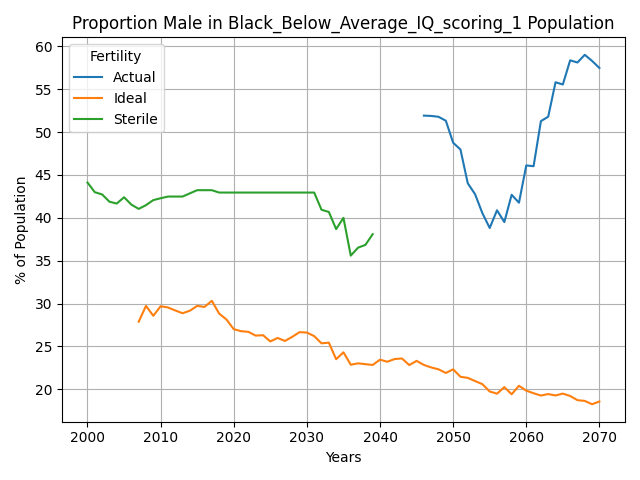 Proportion Male in Black_Below_Average_IQ_scoring_1 Population
Fertility
Actual
Ideal
Sterile
% of Population
60
55
50
45
40
35
30
25
20
2000
2010
2020
2030
2040
2050
2060
2070
Years